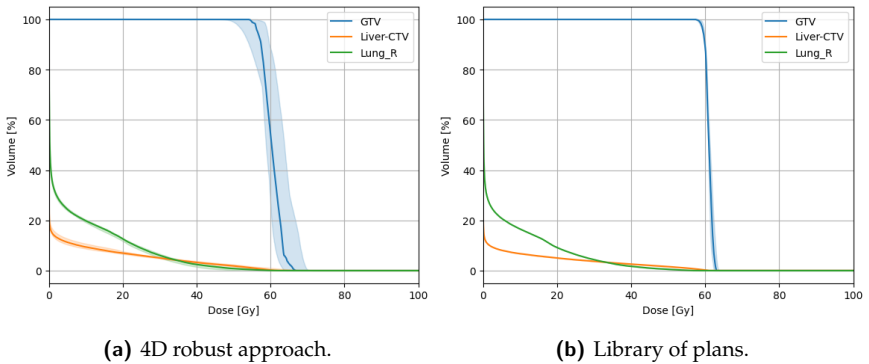 100
80
60
40
20
0
Volume [%]
0 20 40 60 80 100
Dose [Gy]
GTV
Liver-CTV
Lung_R
(a) 4D robust approach.
100
80
60
40
20
0
Volume [%]
0 20 40 60 80 100
Dose [Gy]
GTV
Liver-CTV
Lung_R
(b) Library of plans.